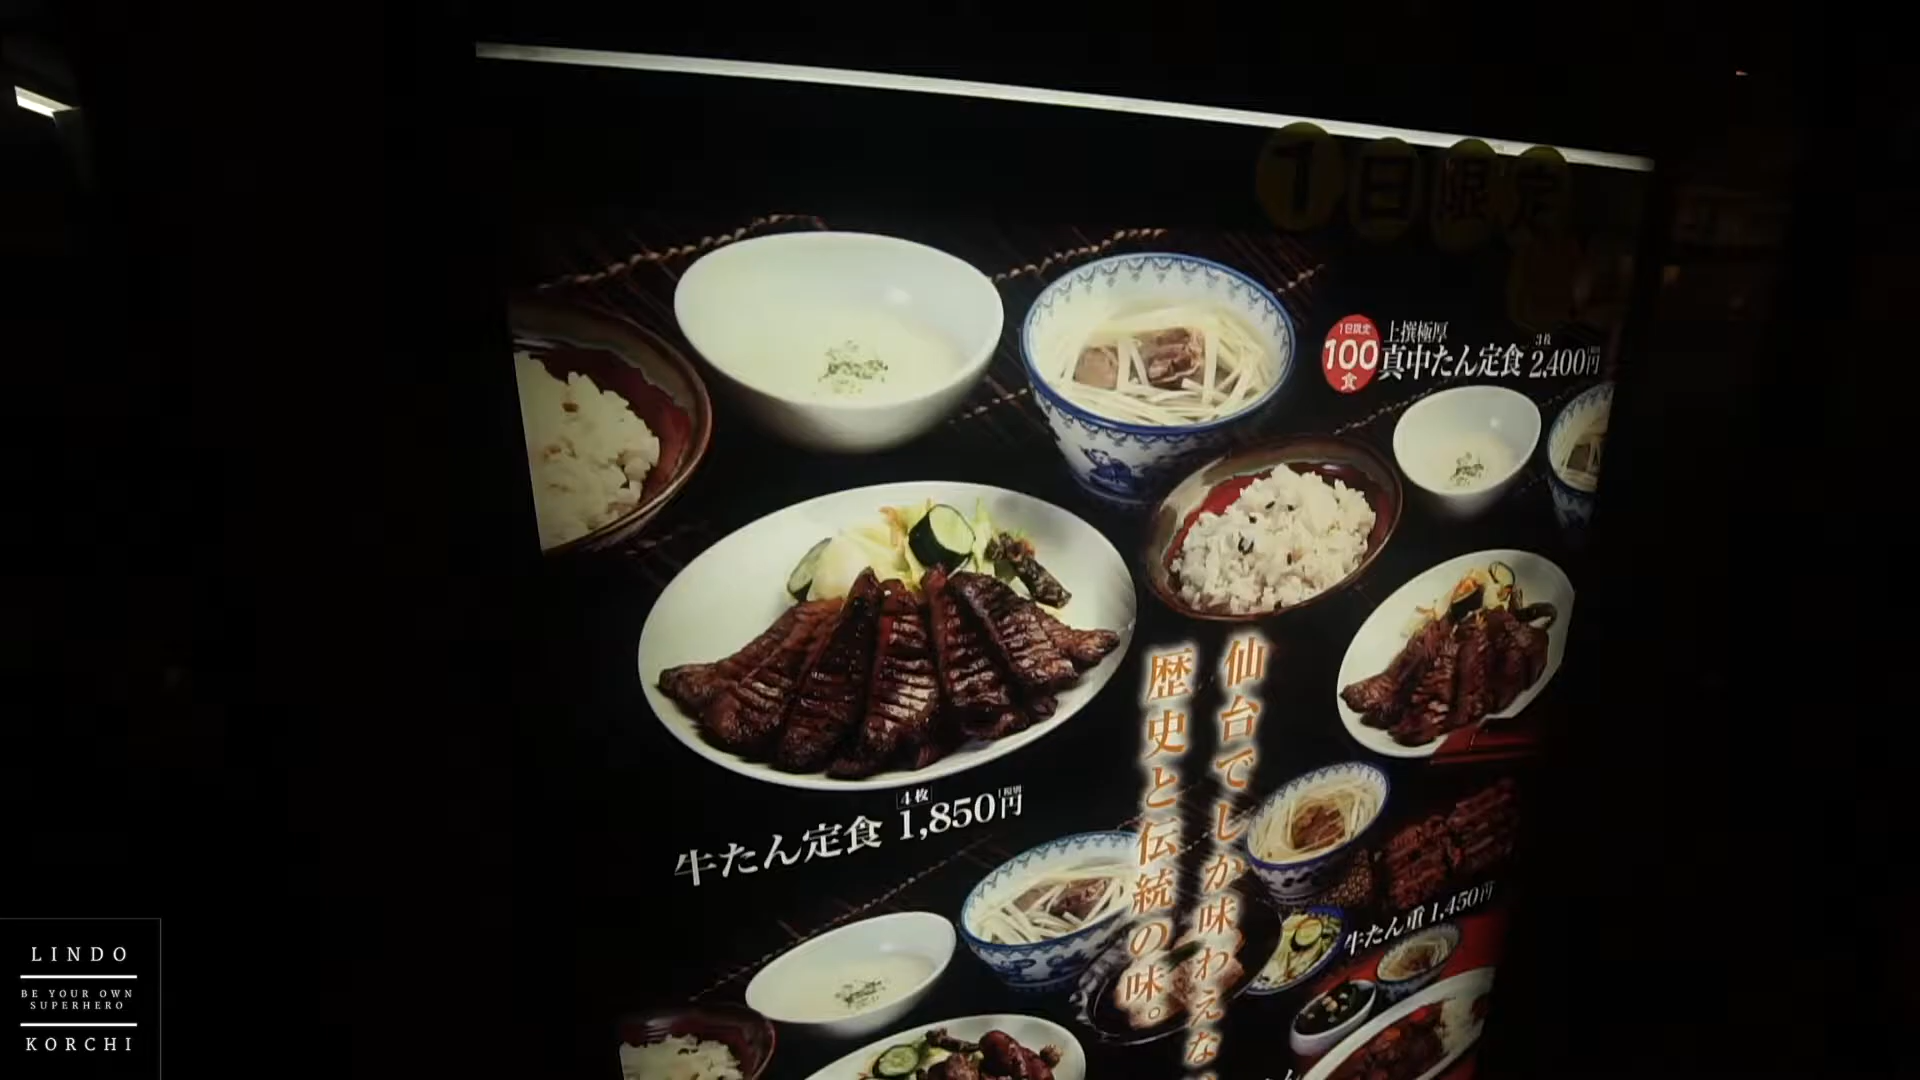 1日限定
1日限定
100
食
上撰極厚
3枚
真中たん定食 2,400円
4枚
牛たん定食 1,850円
税別
仙台でしか味わえな
歴史と伝統の味。
牛たん重 1,450円
LINDO
BE YOUR OWN
SUPERHERO
KORCHI